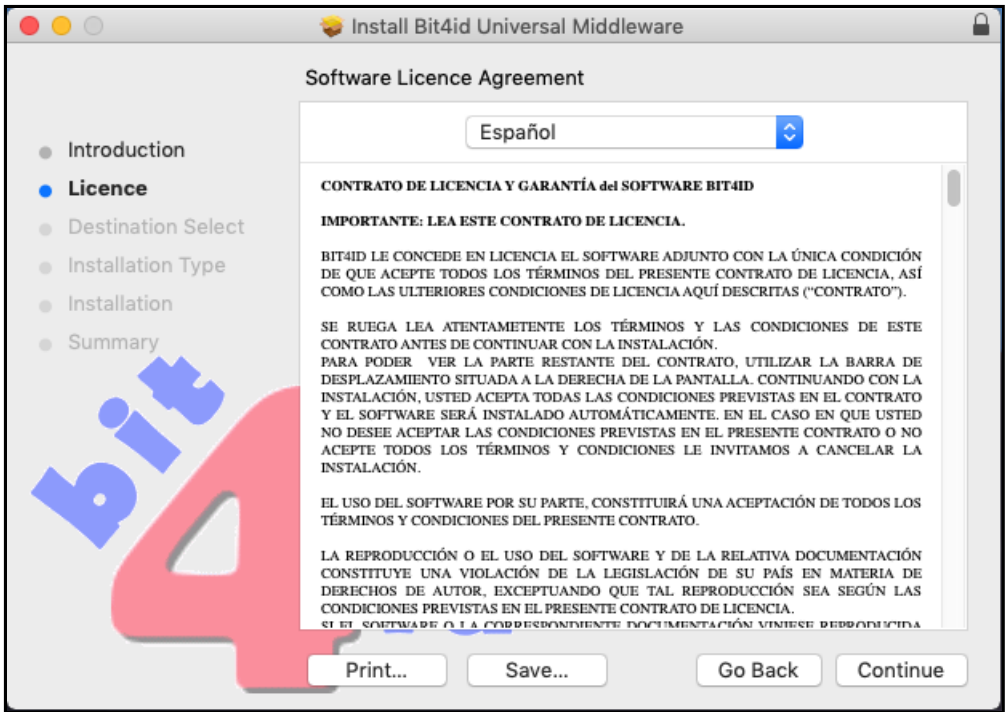 Install Bit4id Universal Middleware
Software Licence Agreement
Español
Introduction
Licence
Destination Select
Installation Type
Installation
Summary
bit
4
CONTRATO DE LICENCIA Y GARANTÍA del SOFTWARE BIT4ID
IMPORTANTE: LEA ESTE CONTRATO DE LICENCIA.
BIT4ID LE CONCEDE EN LICENCIA EL SOFTWARE ADJUNTO CON LA ÚNICA CONDICIÓN
DE QUE ACEPTE TODOS LOS TÉRMINOS DEL PRESENTE CONTRATO DE LICENCIA, ASÍ
COMO LAS ULTERIORES CONDICIONES DE LICENCIA AQUÍ DESCRITAS (“CONTRATO”).
SE RUEGA LEA ATENTAMETENTE LOS TÉRMINOS Y LAS CONDICIONES DE ESTE
CONTRATO ANTES DE CONTINUAR CON LA INSTALACIÓN.
PARA PODER VER LA PARTE RESTANTE DEL CONTRATO, UTILIZAR LA BARRA DE
DESPLAZAMIENTO SITUADA A LA DERECHA DE LA PANTALLA. CONTINUANDO CON LA
INSTALACIÓN, USTED ACEPTA TODAS LAS CONDICIONES PREVISTAS EN EL CONTRATO
Y EL SOFTWARE SERÁ INSTALADO AUTOMÁTICAMENTE. EN EL CASO EN QUE USTED
NO DESEE ACEPTAR LAS CONDICIONES PREVISTAS EN EL PRESENTE CONTRATO O NO
ACEPTE TODOS LOS TÉRMINOS Y CONDICIONES LE INVITAMOS A CANCELAR LA
INSTALACIÓN.
EL USO DEL SOFTWARE POR SU PARTE, CONSTITUIRÁ UNA ACEPTACIÓN DE TODOS LOS
TÉRMINOS Y CONDICIONES DEL PRESENTE CONTRATO.
LA REPRODUCCIÓN O EL USO DEL SOFTWARE Y DE LA RELATIVA DOCUMENTACIÓN
CONSTITUYE UNA VIOLACIÓN DE LA LEGISLACIÓN DE SU PAÍS EN MATERIA DE
DERECHOS DE AUTOR, EXCEPTUANDO QUE TAL REPRODUCCIÓN SEA SEGÚN LAS
CONDICIONES PREVISTAS EN EL PRESENTE CONTRATO DE LICENCIA.
SI EL SOFTWARE O LA CORRESPONDIENTE DOCUMENTACIÓN VINIESE REPRODUCIDA
Print...
Save...
Go Back
Continue